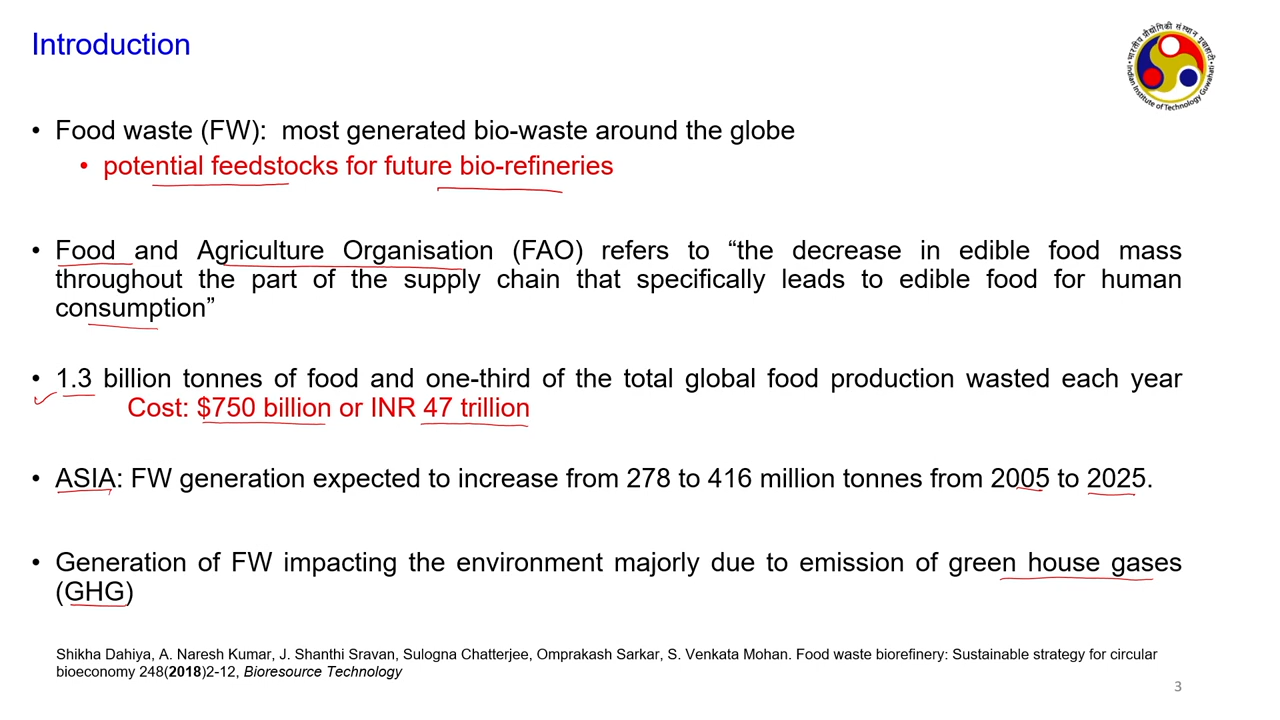 Introduction
भारतीय प्रौद्योगिकी संस्थान गुवाहाटी
Indian Institute of Technology Guwahati
• Food waste (FW): most generated bio-waste around the globe
• potential feedstocks for future bio-refineries
• Food and Agriculture Organisation (FAO) refers to “the decrease in edible food mass
throughout the part of the supply chain that specifically leads to edible food for human
consumption”
• 1.3 billion tonnes of food and one-third of the total global food production wasted each year
Cost: $750 billion or INR 47 trillion
• ASIA: FW generation expected to increase from 278 to 416 million tonnes from 2005 to 2025.
• Generation of FW impacting the environment majorly due to emission of green house gases
(GHG)
Shikha Dahiya, A. Naresh Kumar, J. Shanthi Sravan, Sulogna Chatterjee, Omprakash Sarkar, S. Venkata Mohan. Food waste biorefinery: Sustainable strategy for circular
bioeconomy 248(2018)2-12, Bioresource Technology
3